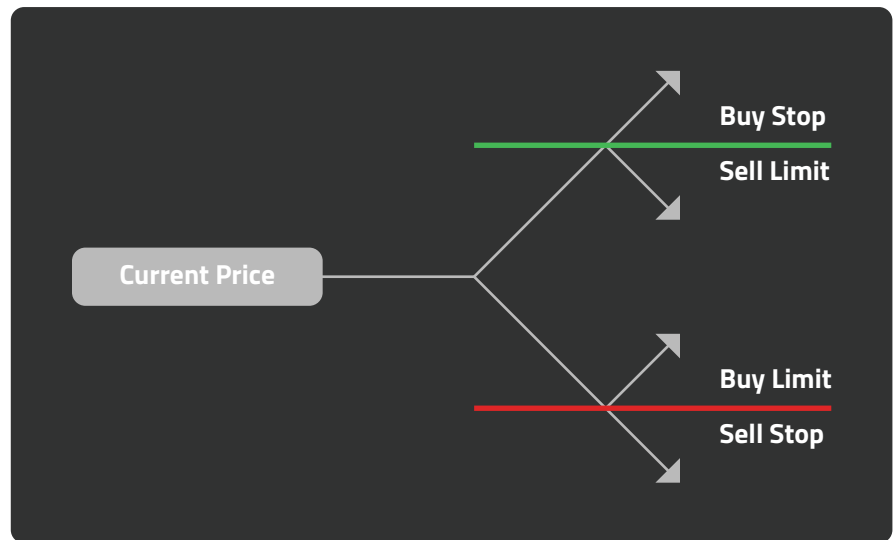 Buy Stop
Sell Limit
Current Price
Buy Limit
Sell Stop